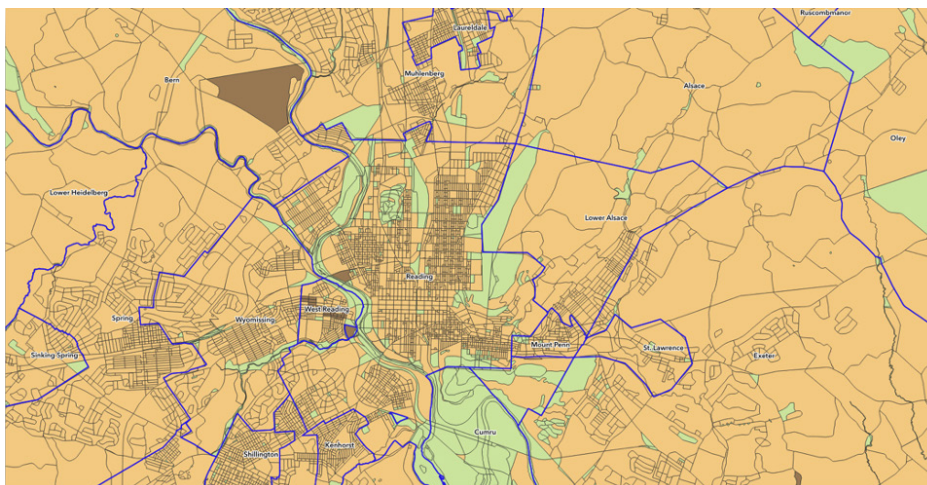 Ruscombmanor
Laureldale
Muhlenberg
Bern
Alsace
Oley
Lower Heidelberg
Lower Alsace
Reading
West Reading
Spring
Wyomissing
Mount Penn
St. Lawrence
Sinking Spring
Exeter
Cumru
Kenhorst
Shillington